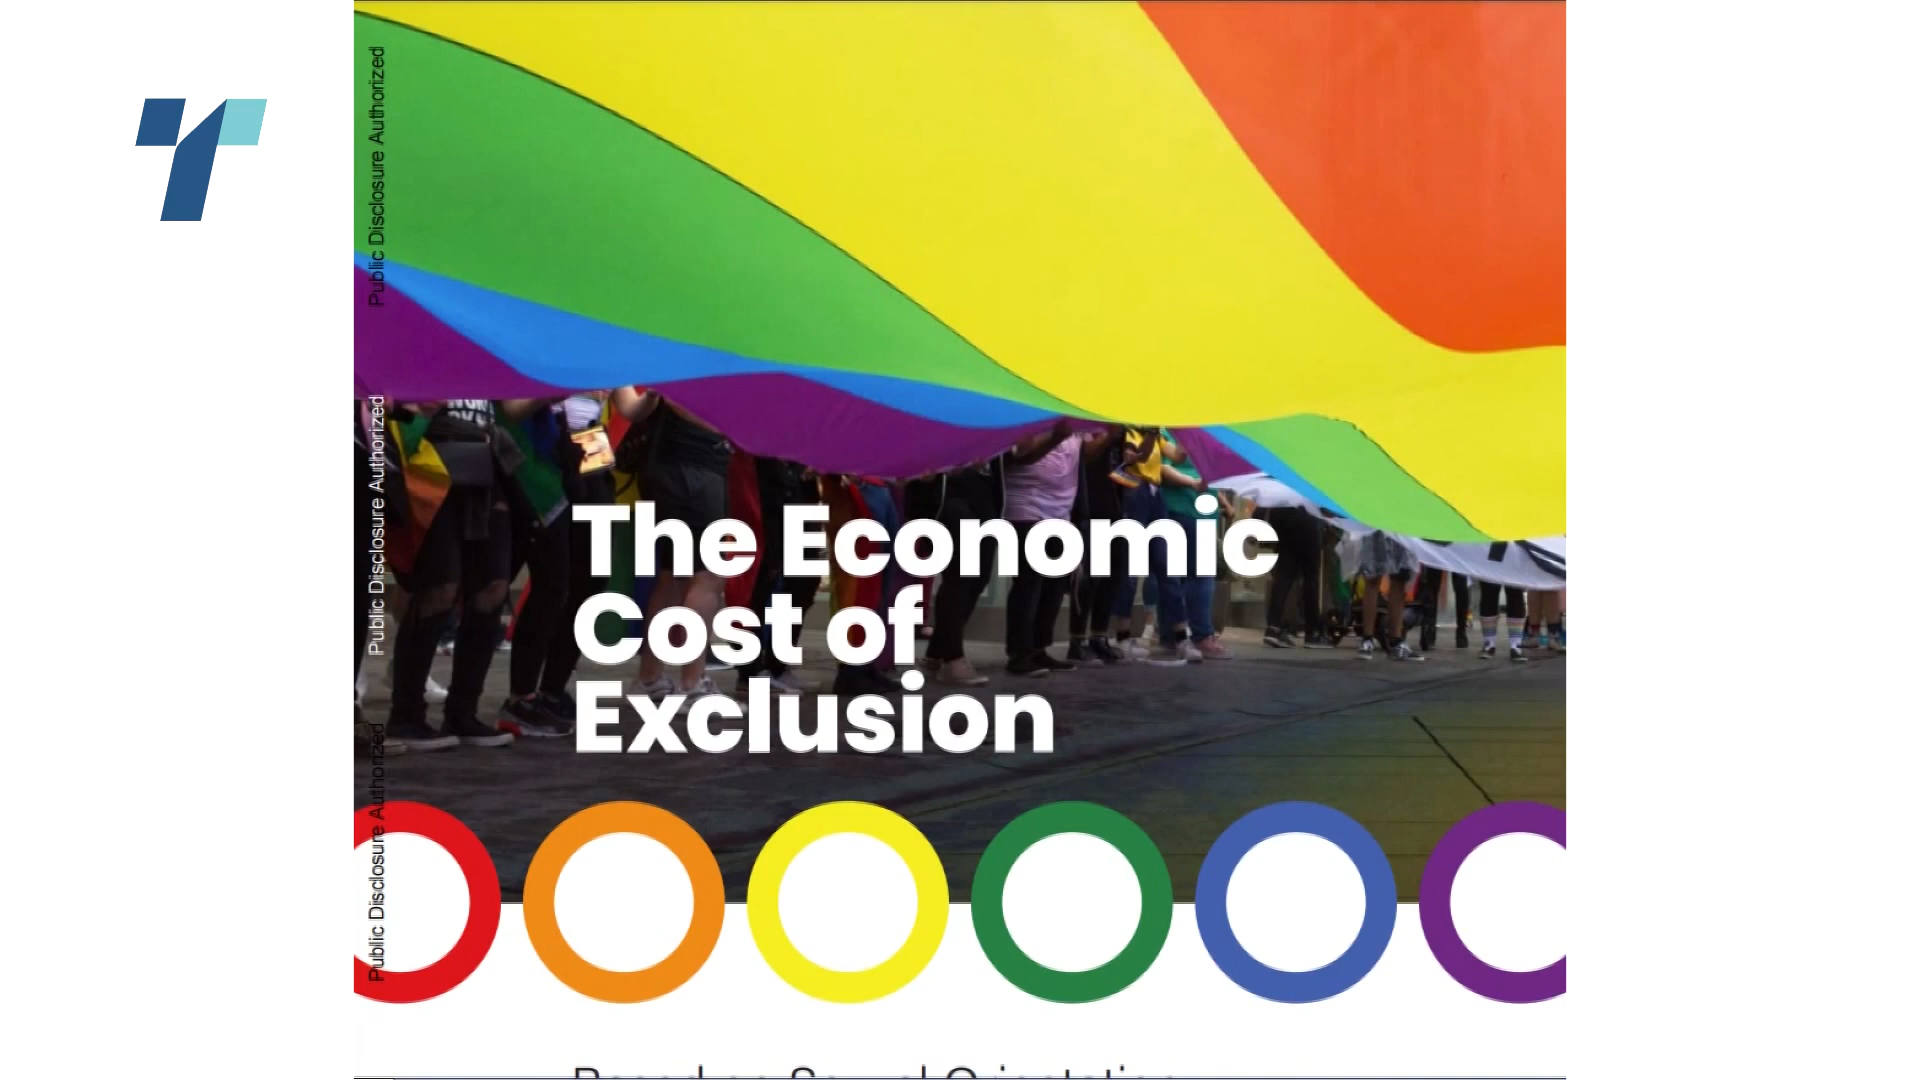 Public Disclosure Authorized
Public Disclosure Authorized
Public Disclosure Authorized
The Economic
Cost of
Exclusion